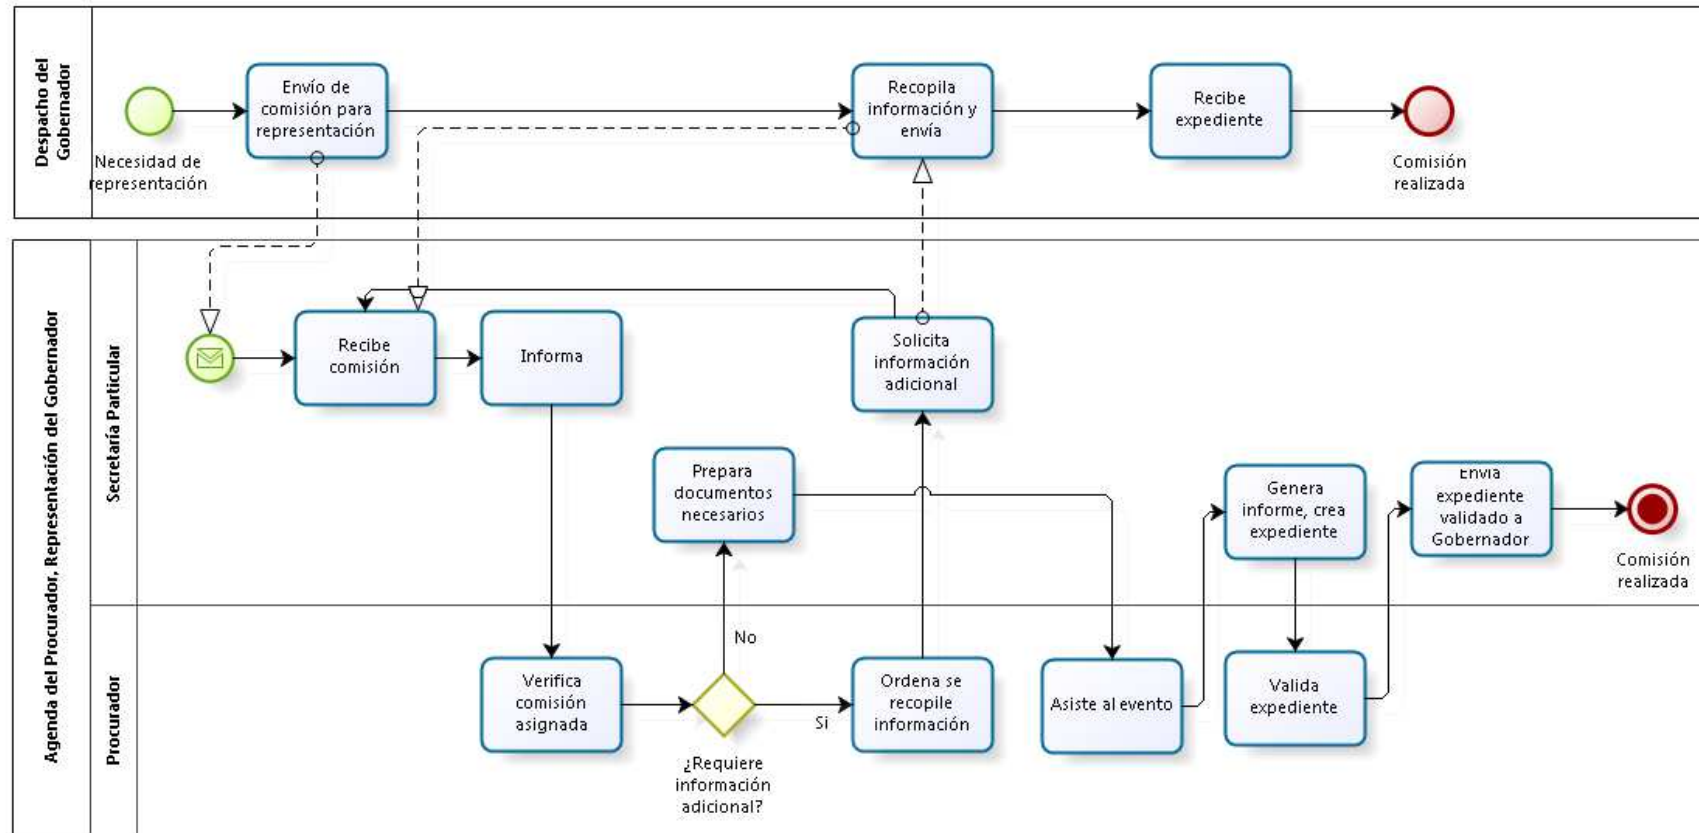 Despacho del
Gobernador
Necesidad de
representación
Envío de
comisión para
representación
Recopila
información y
envía
Recibe
expediente
Comisión
realizada
Agenda del Procurador, Representación del Gobernador
Secretaría Particular
Recibe
comisión
Informa
Solicita
información
adicional
Prepara
documentos
necesarios
Genera
informe, crea
expediente
Envía
expediente
validado a
Gobernador
Comisión
realizada
Procurador
Verifica
comisión
asignada
¿Requiere
información
adicional?
No
Si
Ordena se
recopile
información
Asiste al evento
Valida
expediente